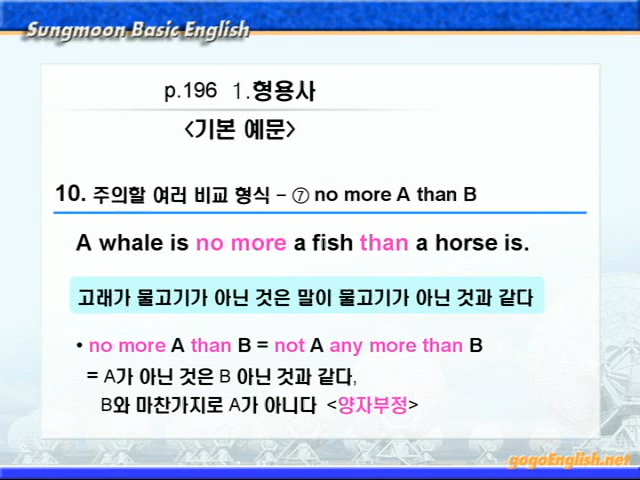 Sungmoon Basic English
p.196 1.형용사
<기본 예문>
10. 주의할 여러 비교 형식 – ⑦ no more A than B
A whale is no more a fish than a horse is.
고래가 물고기가 아닌 것은 말이 물고기가 아닌 것과 같다
• no more A than B = not A any more than B
= A가 아닌 것은 B 아닌 것과 같다,
B와 마찬가지로 A가 아니다 <양자부정>
gogoEnglish.net